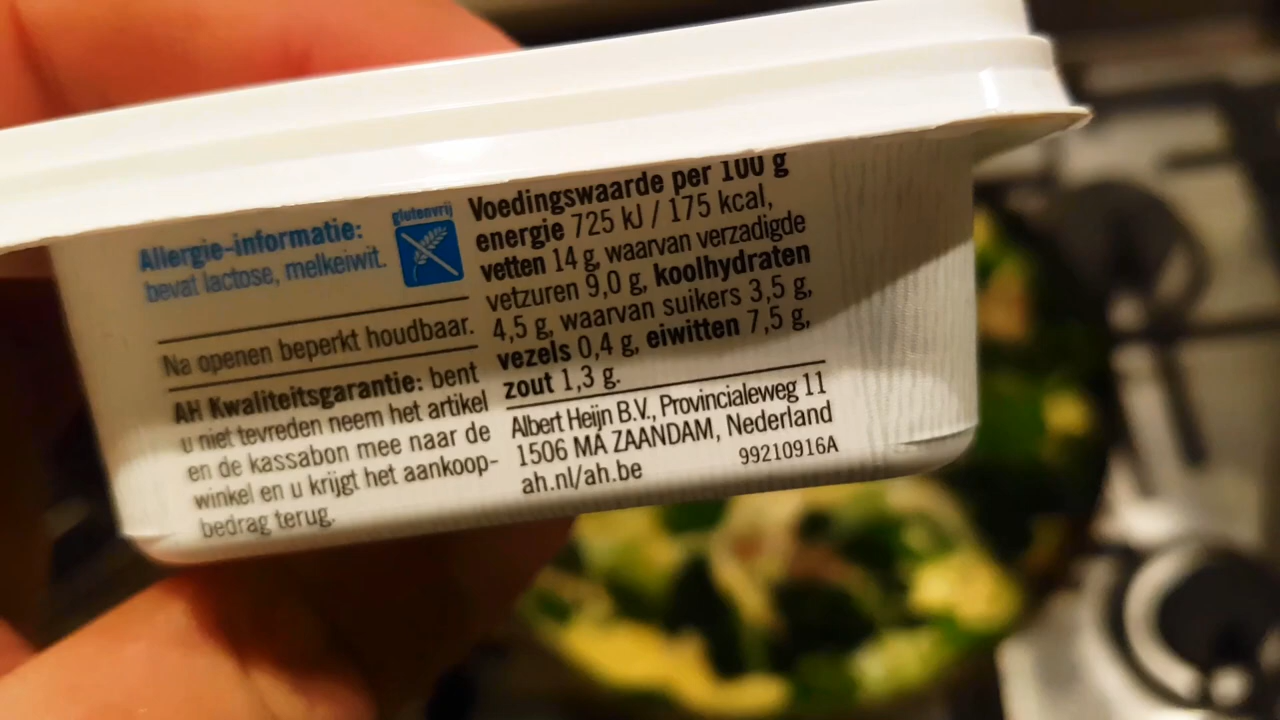 Allergie-informatie:
bevat lactose, melkeiwit.
glutenvrij
Na openen beperkt houdbaar.
AH Kwaliteitsgarantie: bent
u niet tevreden neem het artikel
en de kassabon mee naar de
winkel en u krijgt het aankoop-
bedrag terug.
Voedingswaarde per 100 g
energie 725 kJ / 175 kcal,
vetten 14 g, waarvan verzadigde
vetzuren 9,0 g, koolhydraten
4,5 g, waarvan suikers 3,5 g,
vezels 0,4 g, eiwitten 7,5 g,
zout 1,3 g.
Albert Heijn B.V., Provincialeweg 11
1506 MA ZAANDAM, Nederland
ah.nl/ah.be
99210916A